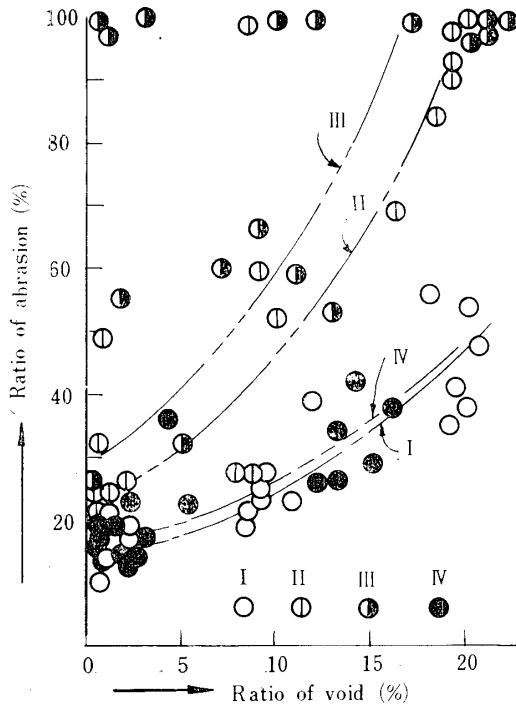 100
80
60
40
20
Ratio of abrasion (%)
III
II
IV
I
I II III IV
0 5 10 15 20
Ratio of void (%)